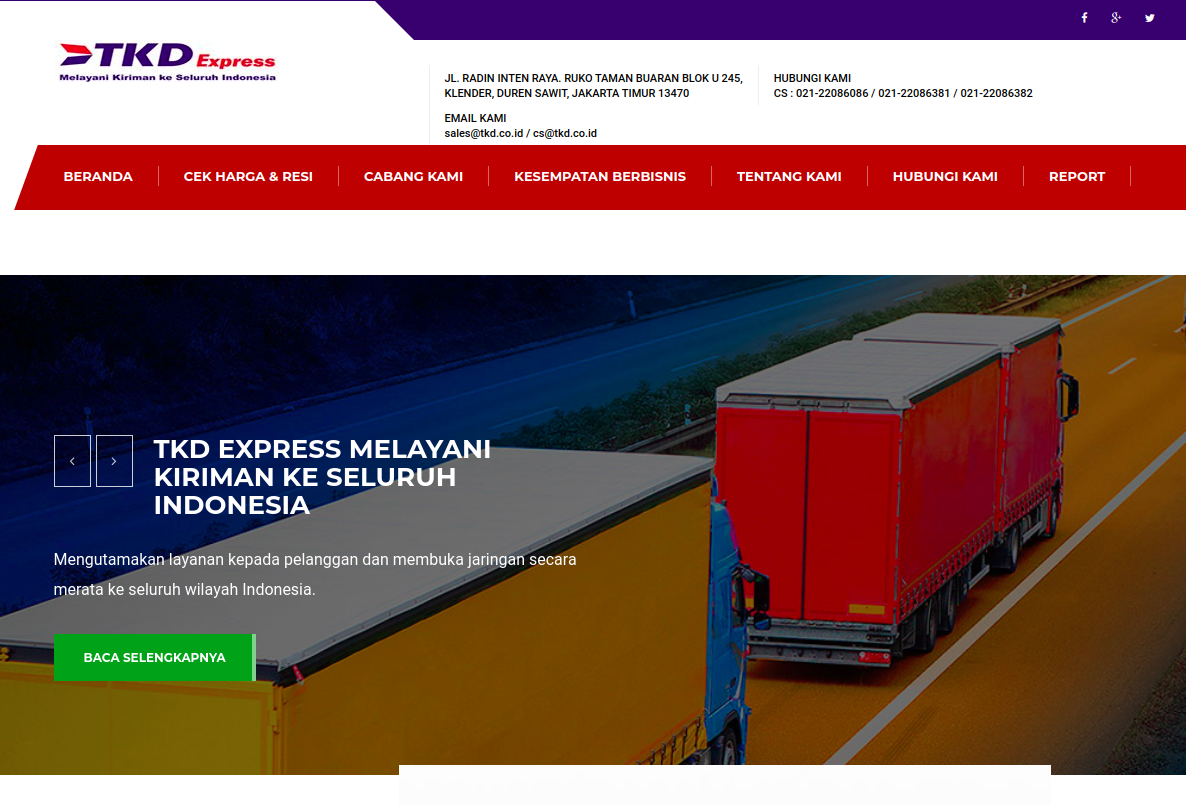 TKD Express
Melayani Kiriman ke Seluruh Indonesia
JL. RADIN INTEN RAYA. RUKO TAMAN BUARAN BLOK U 245,
KLENDER, DUREN SAWIT, JAKARTA TIMUR 13470
HUBUNGI KAMI
CS : 021-22086086 / 021-22086381 / 021-22086382
EMAIL KAMI
sales@tkd.co.id / cs@tkd.co.id
BERANDA
CEK HARGA & RESI
CABANG KAMI
KESEMPATAN BERBISNIS
TENTANG KAMI
HUBUNGI KAMI
REPORT
TKD EXPRESS MELAYANI
KIRIMAN KE SELURUH
INDONESIA
Mengutamakan layanan kepada pelanggan dan membuka jaringan secara
merata ke seluruh wilayah Indonesia.
BACA SELENGKAPNYA